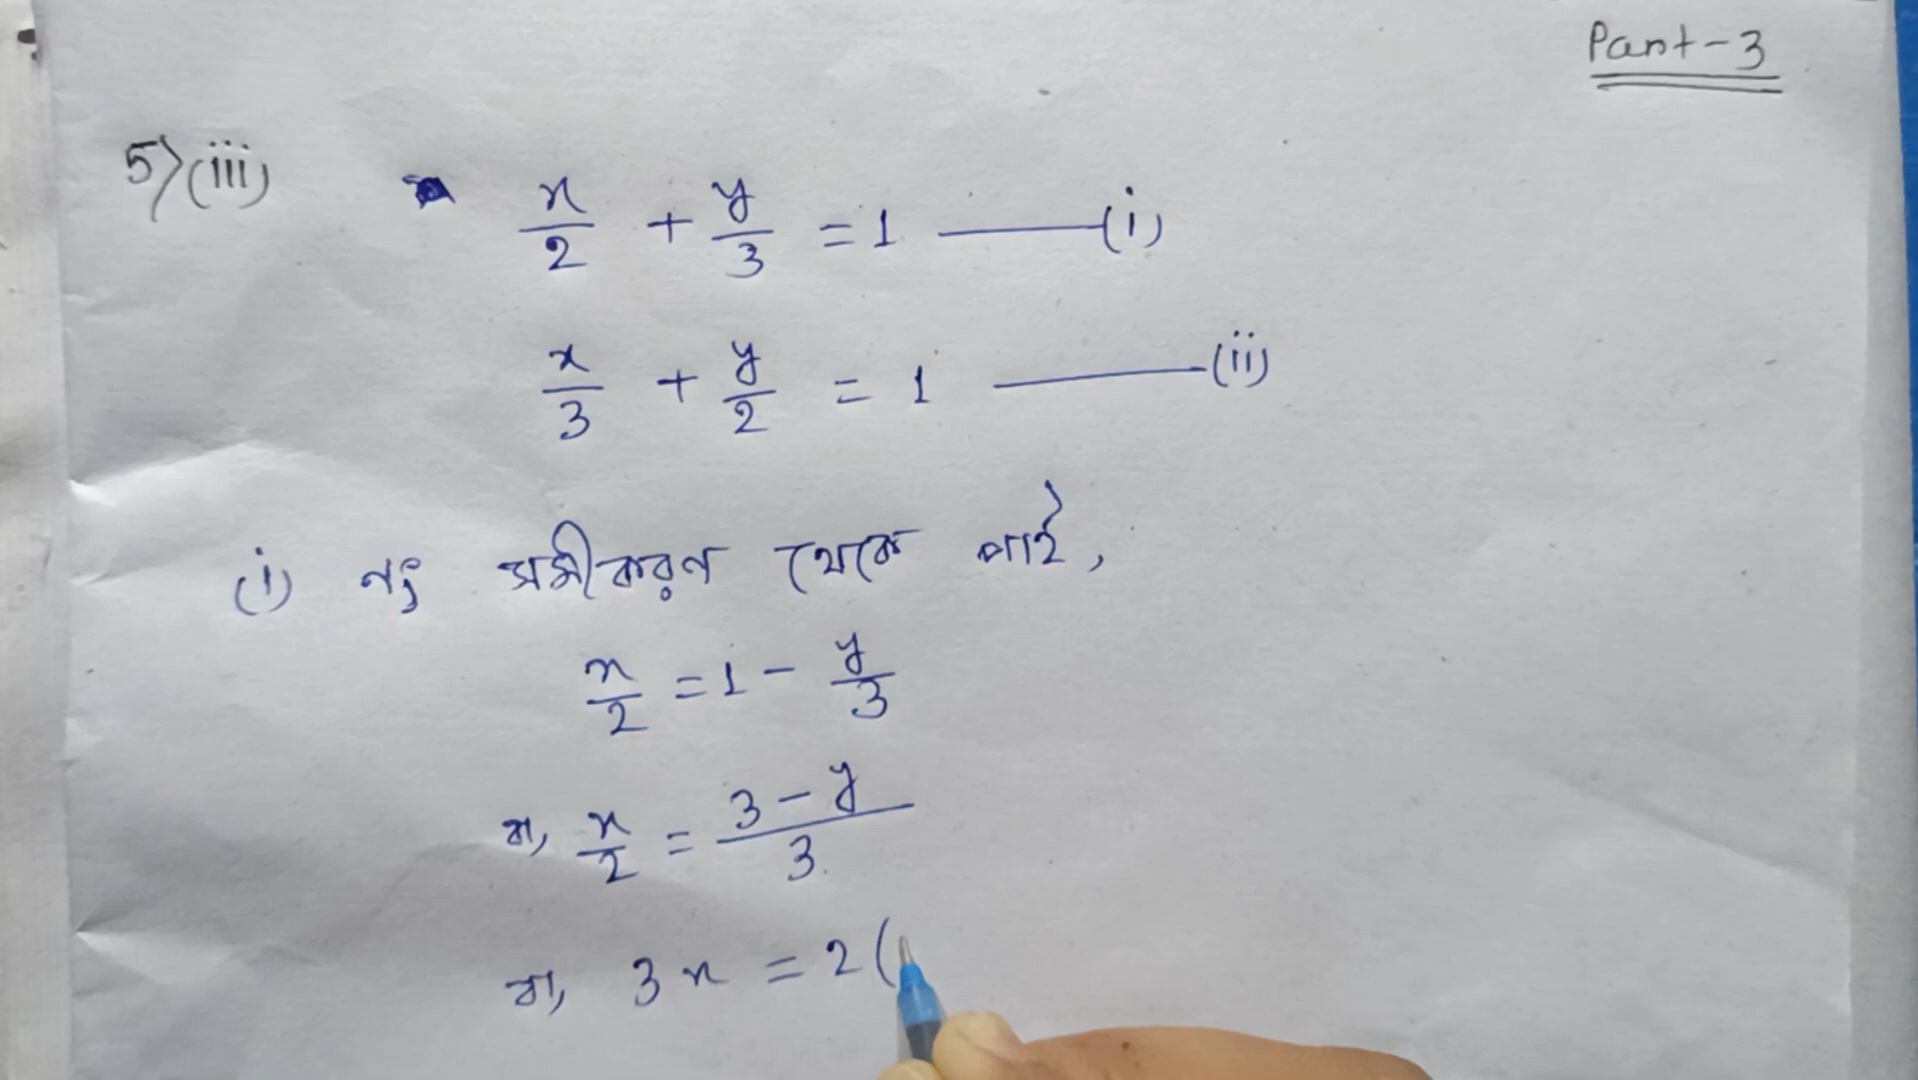 Part-3
5) (iii) x/2 + y/3 = 1 ——— (i)
x/3 + y/2 = 1 ——— (ii)
(i) নং সমীকরণ থেকে পাই,
x/2 = 1 - y/3
বা, x/2 = (3 - y)/3
বা, 3x = 2(